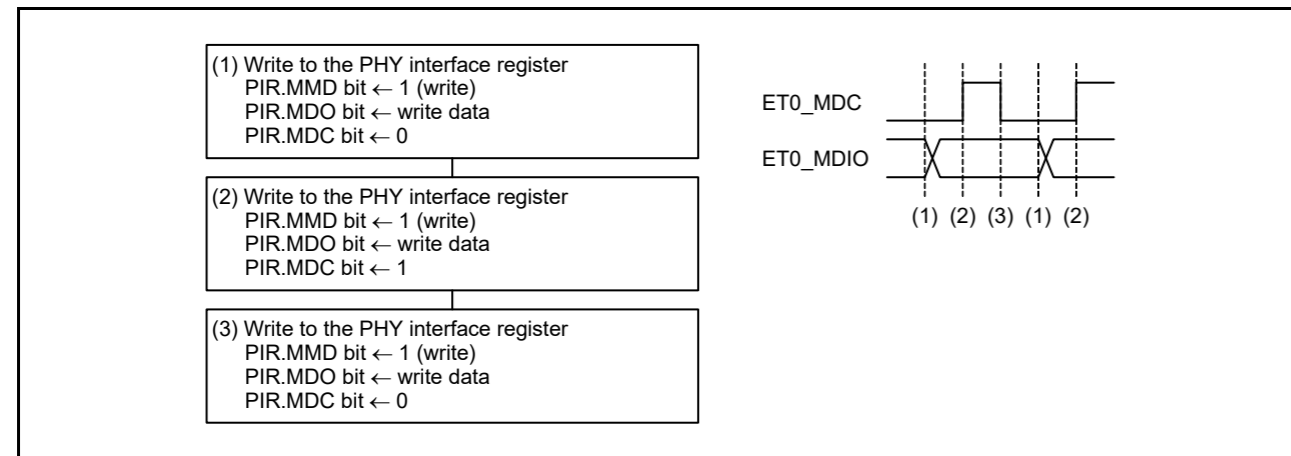 (1) Write to the PHY interface register
PIR.MMD bit ← 1 (write)
PIR.MDO bit ← write data
PIR.MDC bit ← 0
(2) Write to the PHY interface register
PIR.MMD bit ← 1 (write)
PIR.MDO bit ← write data
PIR.MDC bit ← 1
(3) Write to the PHY interface register
PIR.MMD bit ← 1 (write)
PIR.MDO bit ← write data
PIR.MDC bit ← 0
ET0_MDC
ET0_MDIO
(1) (2) (3) (1) (2)